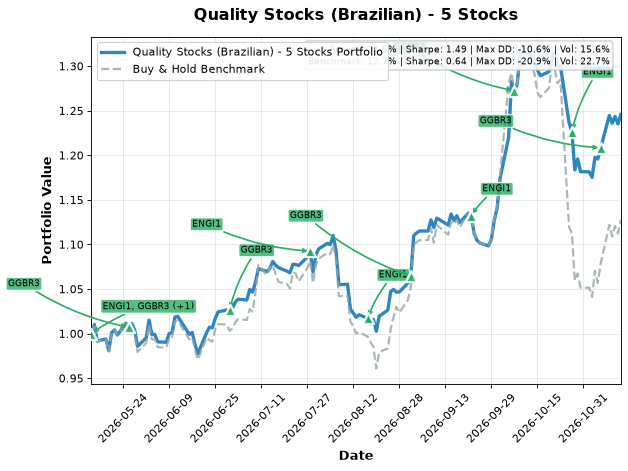 Quality Stocks (Brazilian) - 5 Stocks
Quality Stocks (Brazilian) - 5 Stocks Portfolio
Buy & Hold Benchmark
% | Sharpe: 1.49 | Max DD: -10.6% | Vol: 15.6%
% | Sharpe: 0.64 | Max DD: -20.9% | Vol: 22.7%
ENGI1
GGBR3
ENGI1
ENGI1
GGBR3
GGBR3
ENGI1
GGBR3
ENGI1, GGBR3 (+1)
Portfolio Value
1.30
1.25
1.20
1.15
1.10
1.05
1.00
0.95
2026-05-24
2026-06-09
2026-06-25
2026-07-11
2026-07-27
2026-08-12
2026-08-28
2026-09-13
2026-09-29
2026-10-15
2026-10-31
Date